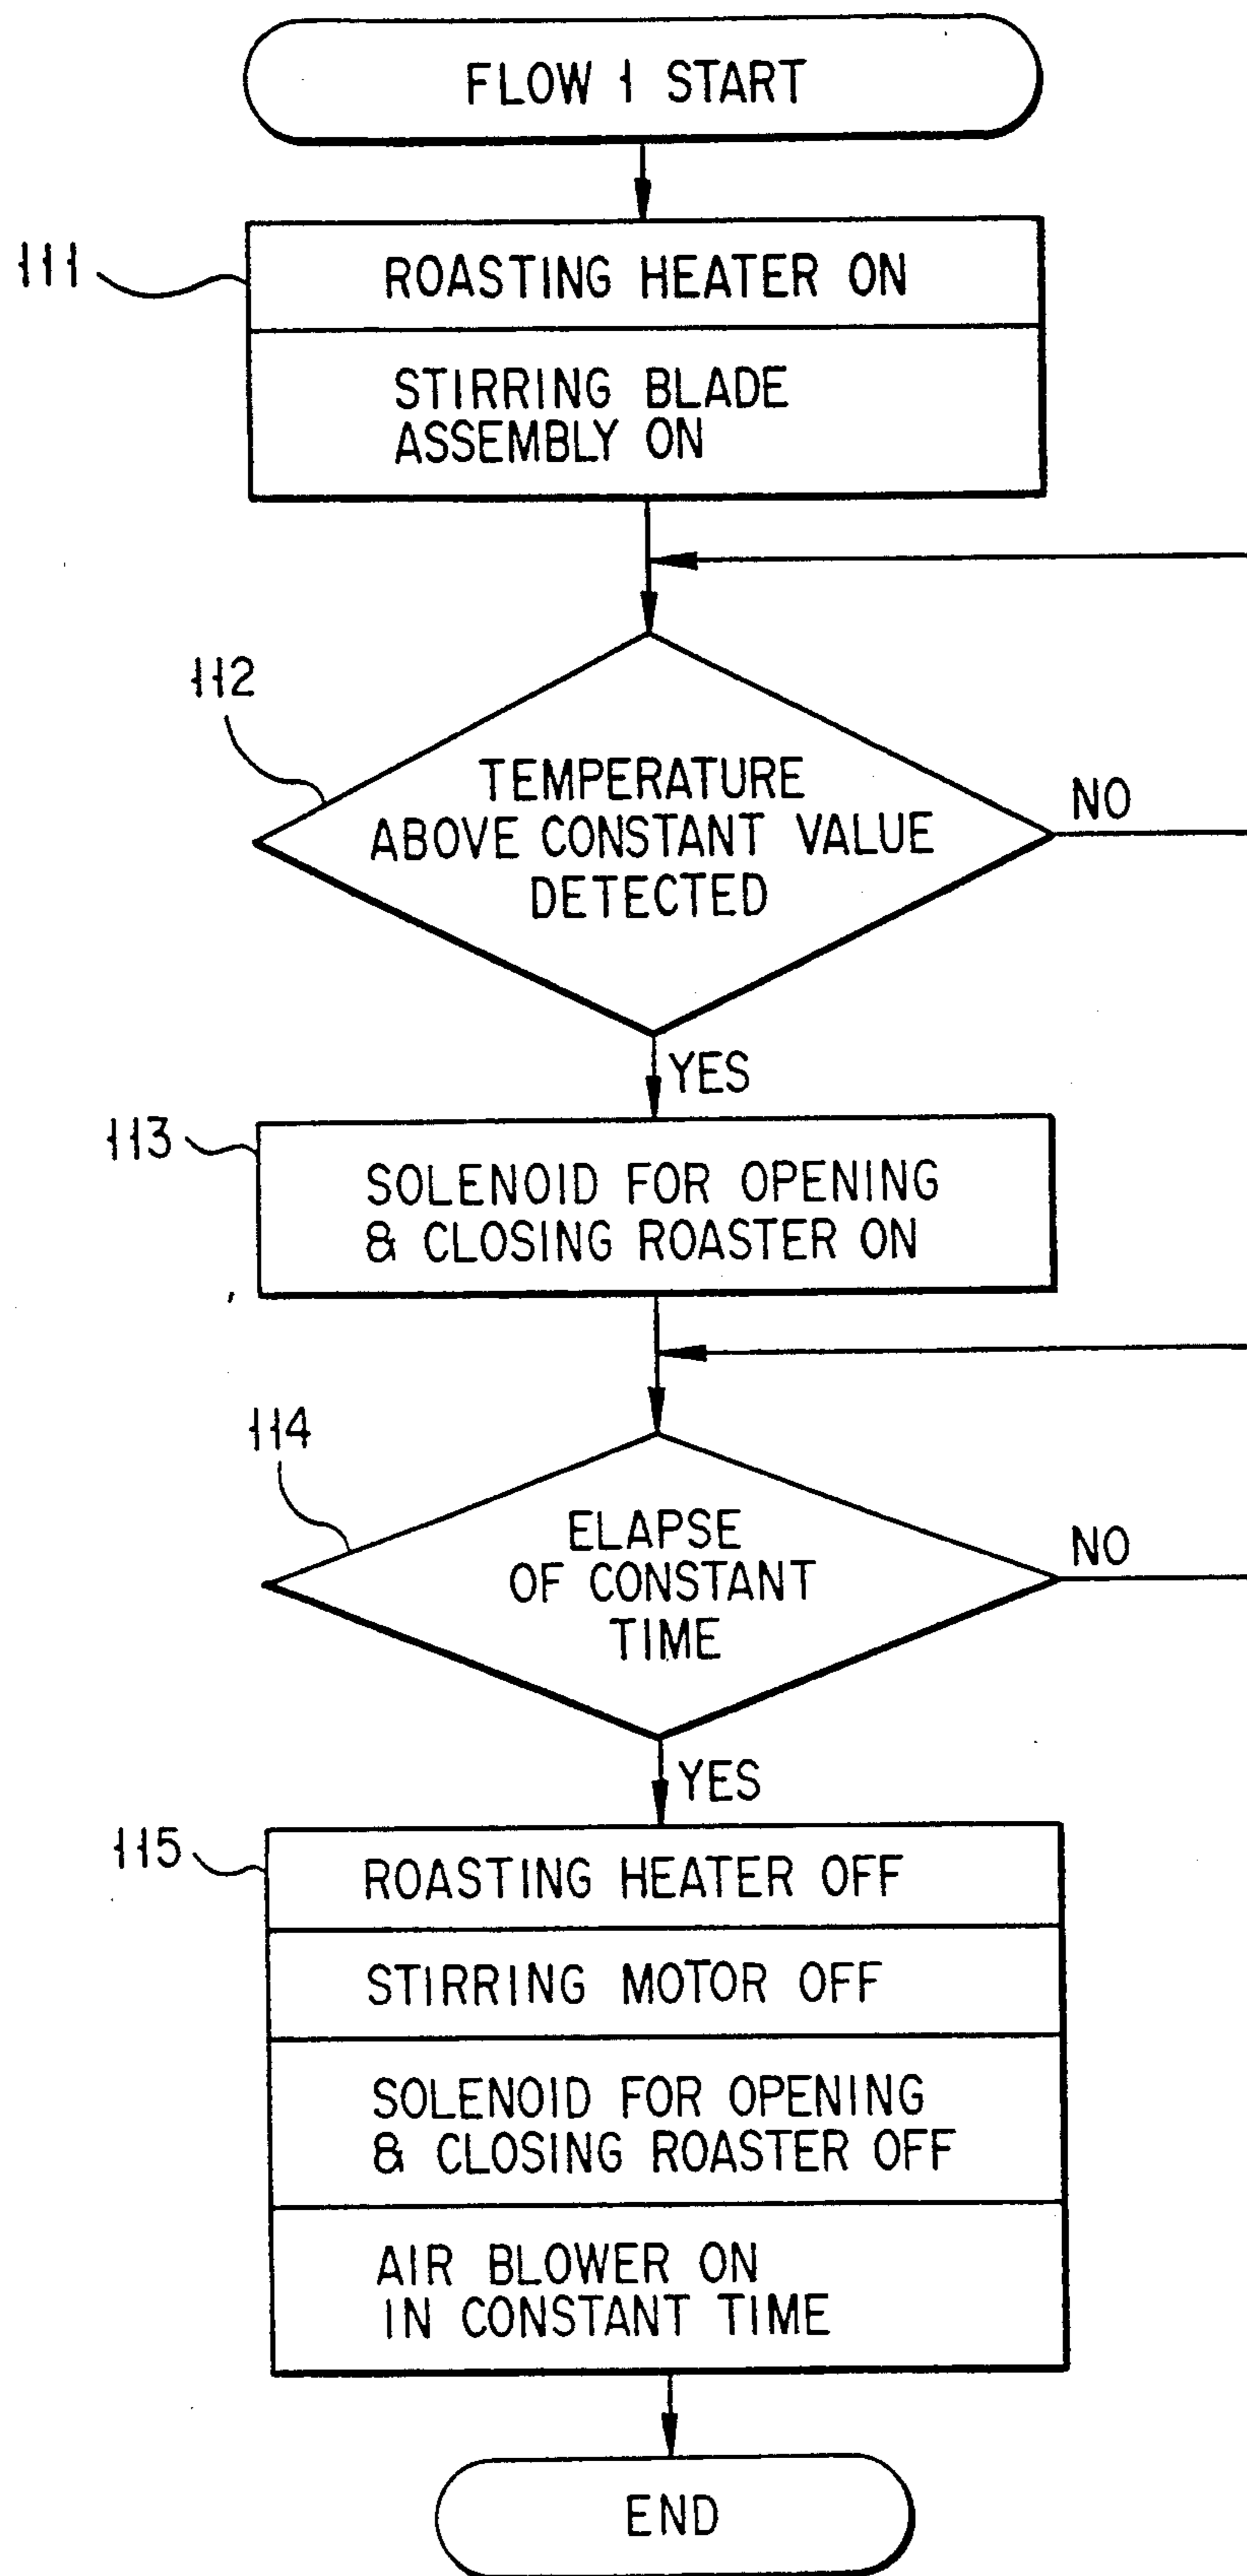 FLOW 1 START
111
ROASTING HEATER ON
STIRRING BLADE
ASSEMBLY ON
112
TEMPERATURE
ABOVE CONSTANT VALUE
DETECTED
NO
YES
113
SOLENOID FOR OPENING
& CLOSING ROASTER ON
114
ELAPSE
OF CONSTANT
TIME
NO
YES
115
ROASTING HEATER OFF
STIRRING MOTOR OFF
SOLENOID FOR OPENING
& CLOSING ROASTER OFF
AIR BLOWER ON
IN CONSTANT TIME
END